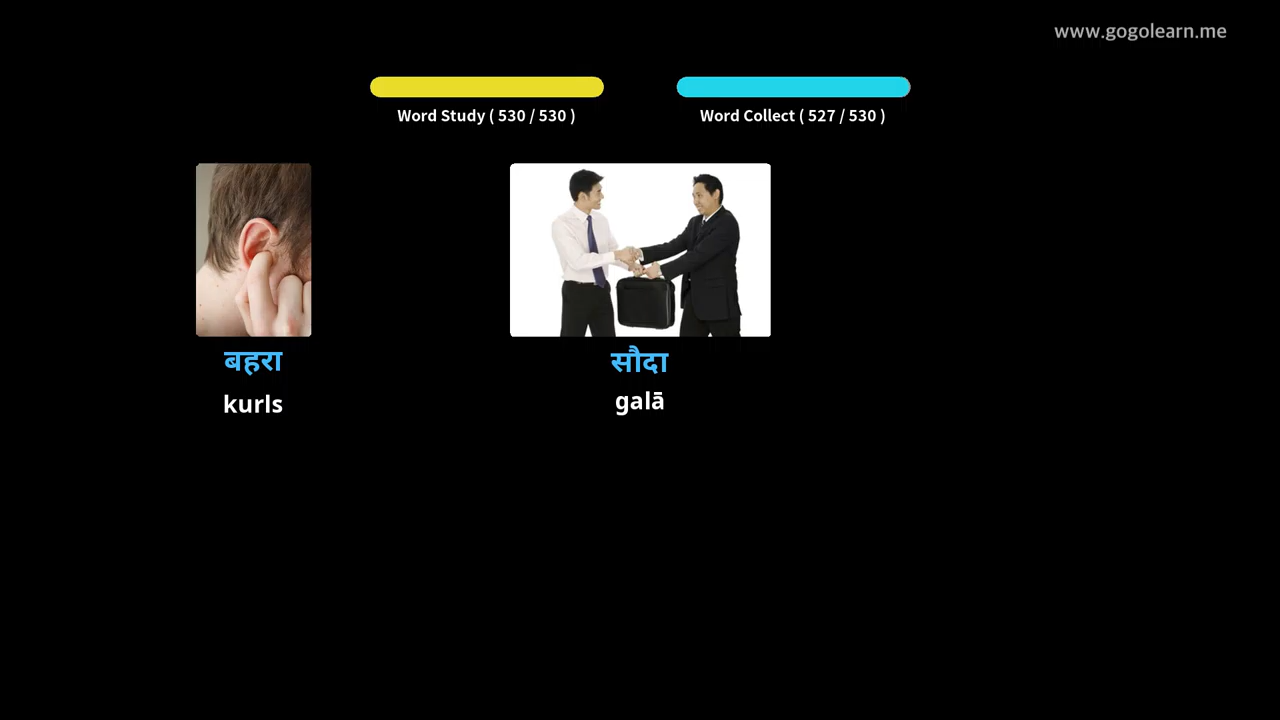 www.gogolearn.me
Word Study ( 530 / 530 )
Word Collect ( 527 / 530 )
बहरा
kurls
सौदा
galā